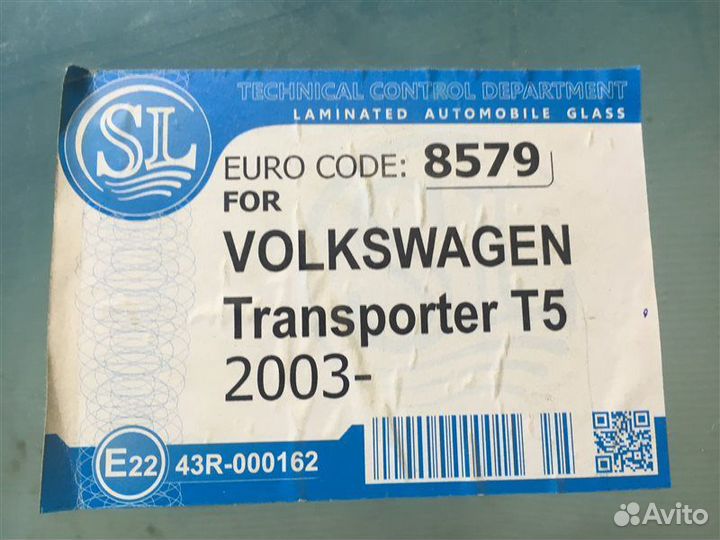 SL
TECHNICAL CONTROL DEPARTMENT
LAMINATED AUTOMOBILE GLASS
EURO CODE: 8579
FOR
VOLKSWAGEN
Transporter T5
2003-
E22 43R-000162
Avito